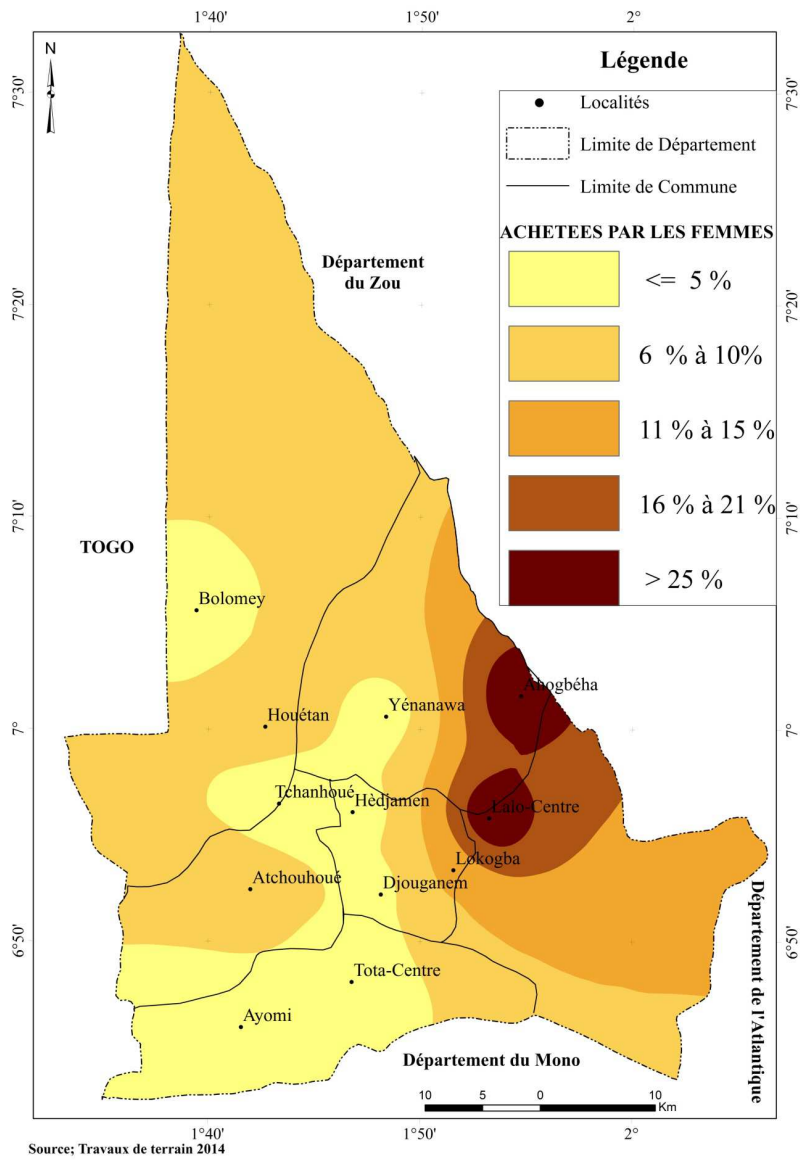 1°40'
1°50'
2°
N
7°30'
7°20'
7°10'
7°
6°50'
Légende
Localités
Limite de Département
Limite de Commune
ACHETEES PAR LES FEMMES
<= 5 %
6 % à 10%
11 % à 15 %
16 % à 21 %
> 25 %
7°30'
7°20'
7°10'
7°
6°50'
Département
du Zou
TOGO
Bolomey
Ahogbéha
Yénanawa
Houétan
Tchanhoué
Hèdjamen
Lalo-Centre
Lokogba
Atchouhoué
Djouganem
Tota-Centre
Ayomi
Département de l'Atlantique
Département du Mono
10 5 0 10
Km
1°40'
1°50'
2°
Source; Travaux de terrain 2014